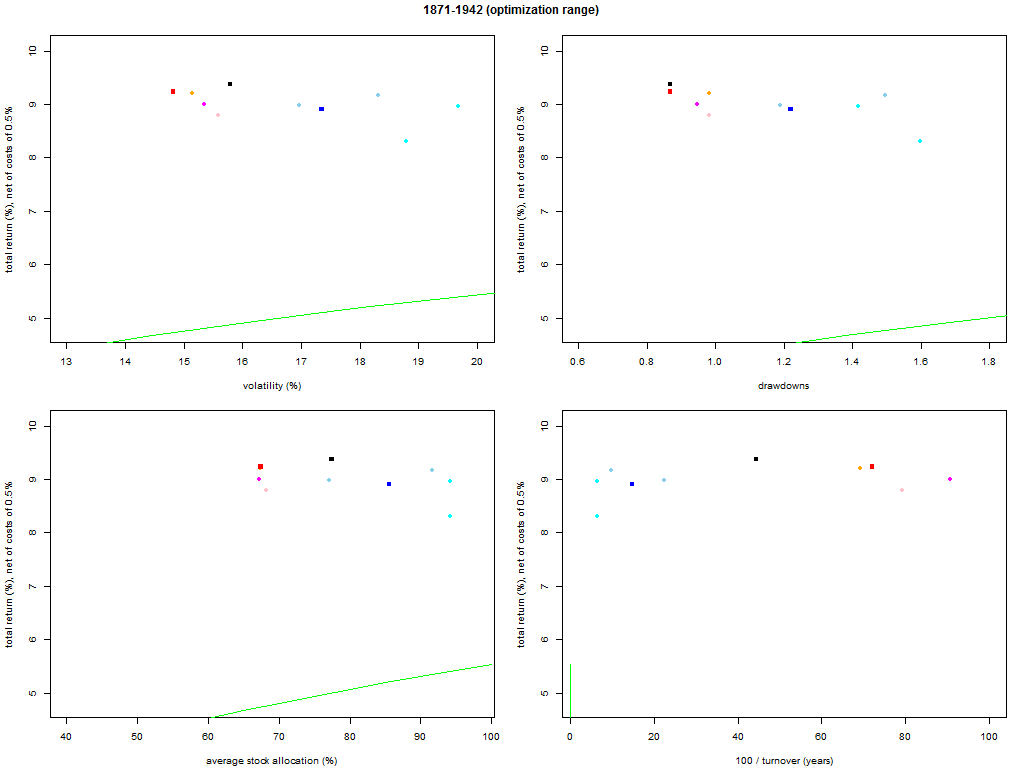 1871-1942 (optimization range)
total return (%), net of costs of 0.5%
10
9
8
7
6
5
13 14 15 16 17 18 19 20
volatility (%)
total return (%), net of costs of 0.5%
10
9
8
7
6
5
0.6 0.8 1.0 1.2 1.4 1.6 1.8
drawdowns
total return (%), net of costs of 0.5%
10
9
8
7
6
5
40 50 60 70 80 90 100
average stock allocation (%)
total return (%), net of costs of 0.5%
10
9
8
7
6
5
0 20 40 60 80 100
100 / turnover (years)